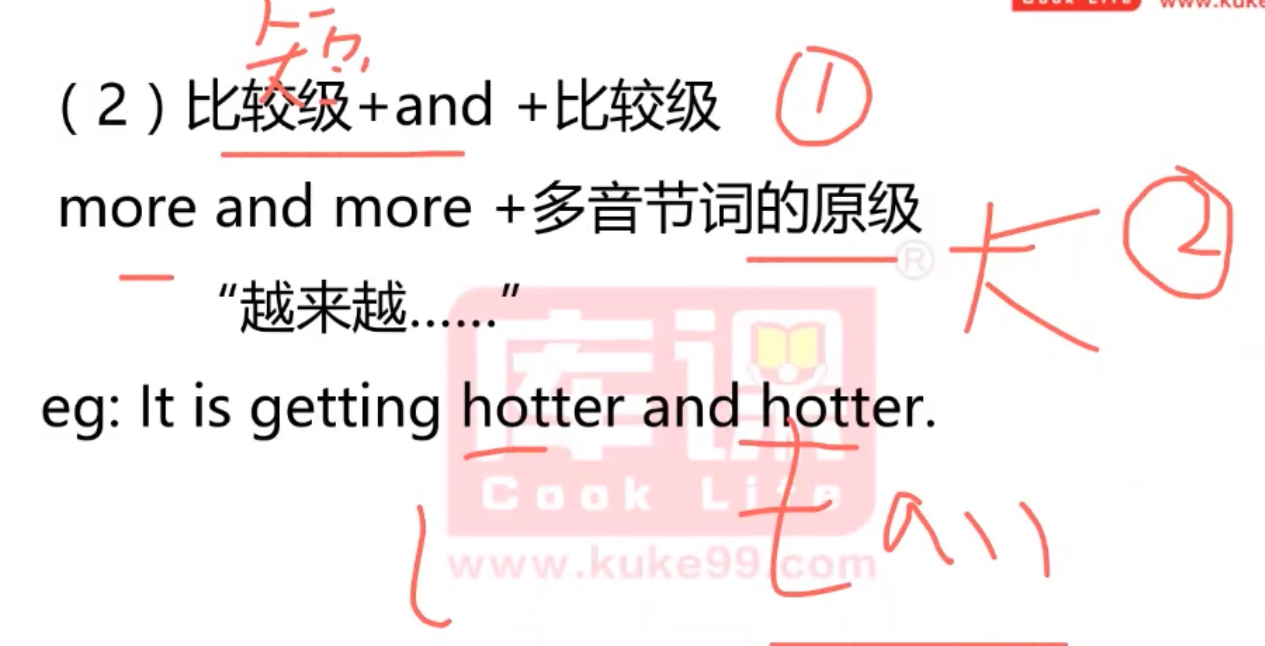 Cook Life www.kuke
短
（2）比较级+and +比较级 ①
more and more +多音节词的原级 长 ②
“越来越……”
eg: It is getting hotter and hotter.
库课®
Cook Life
tall
www.kuke99.com